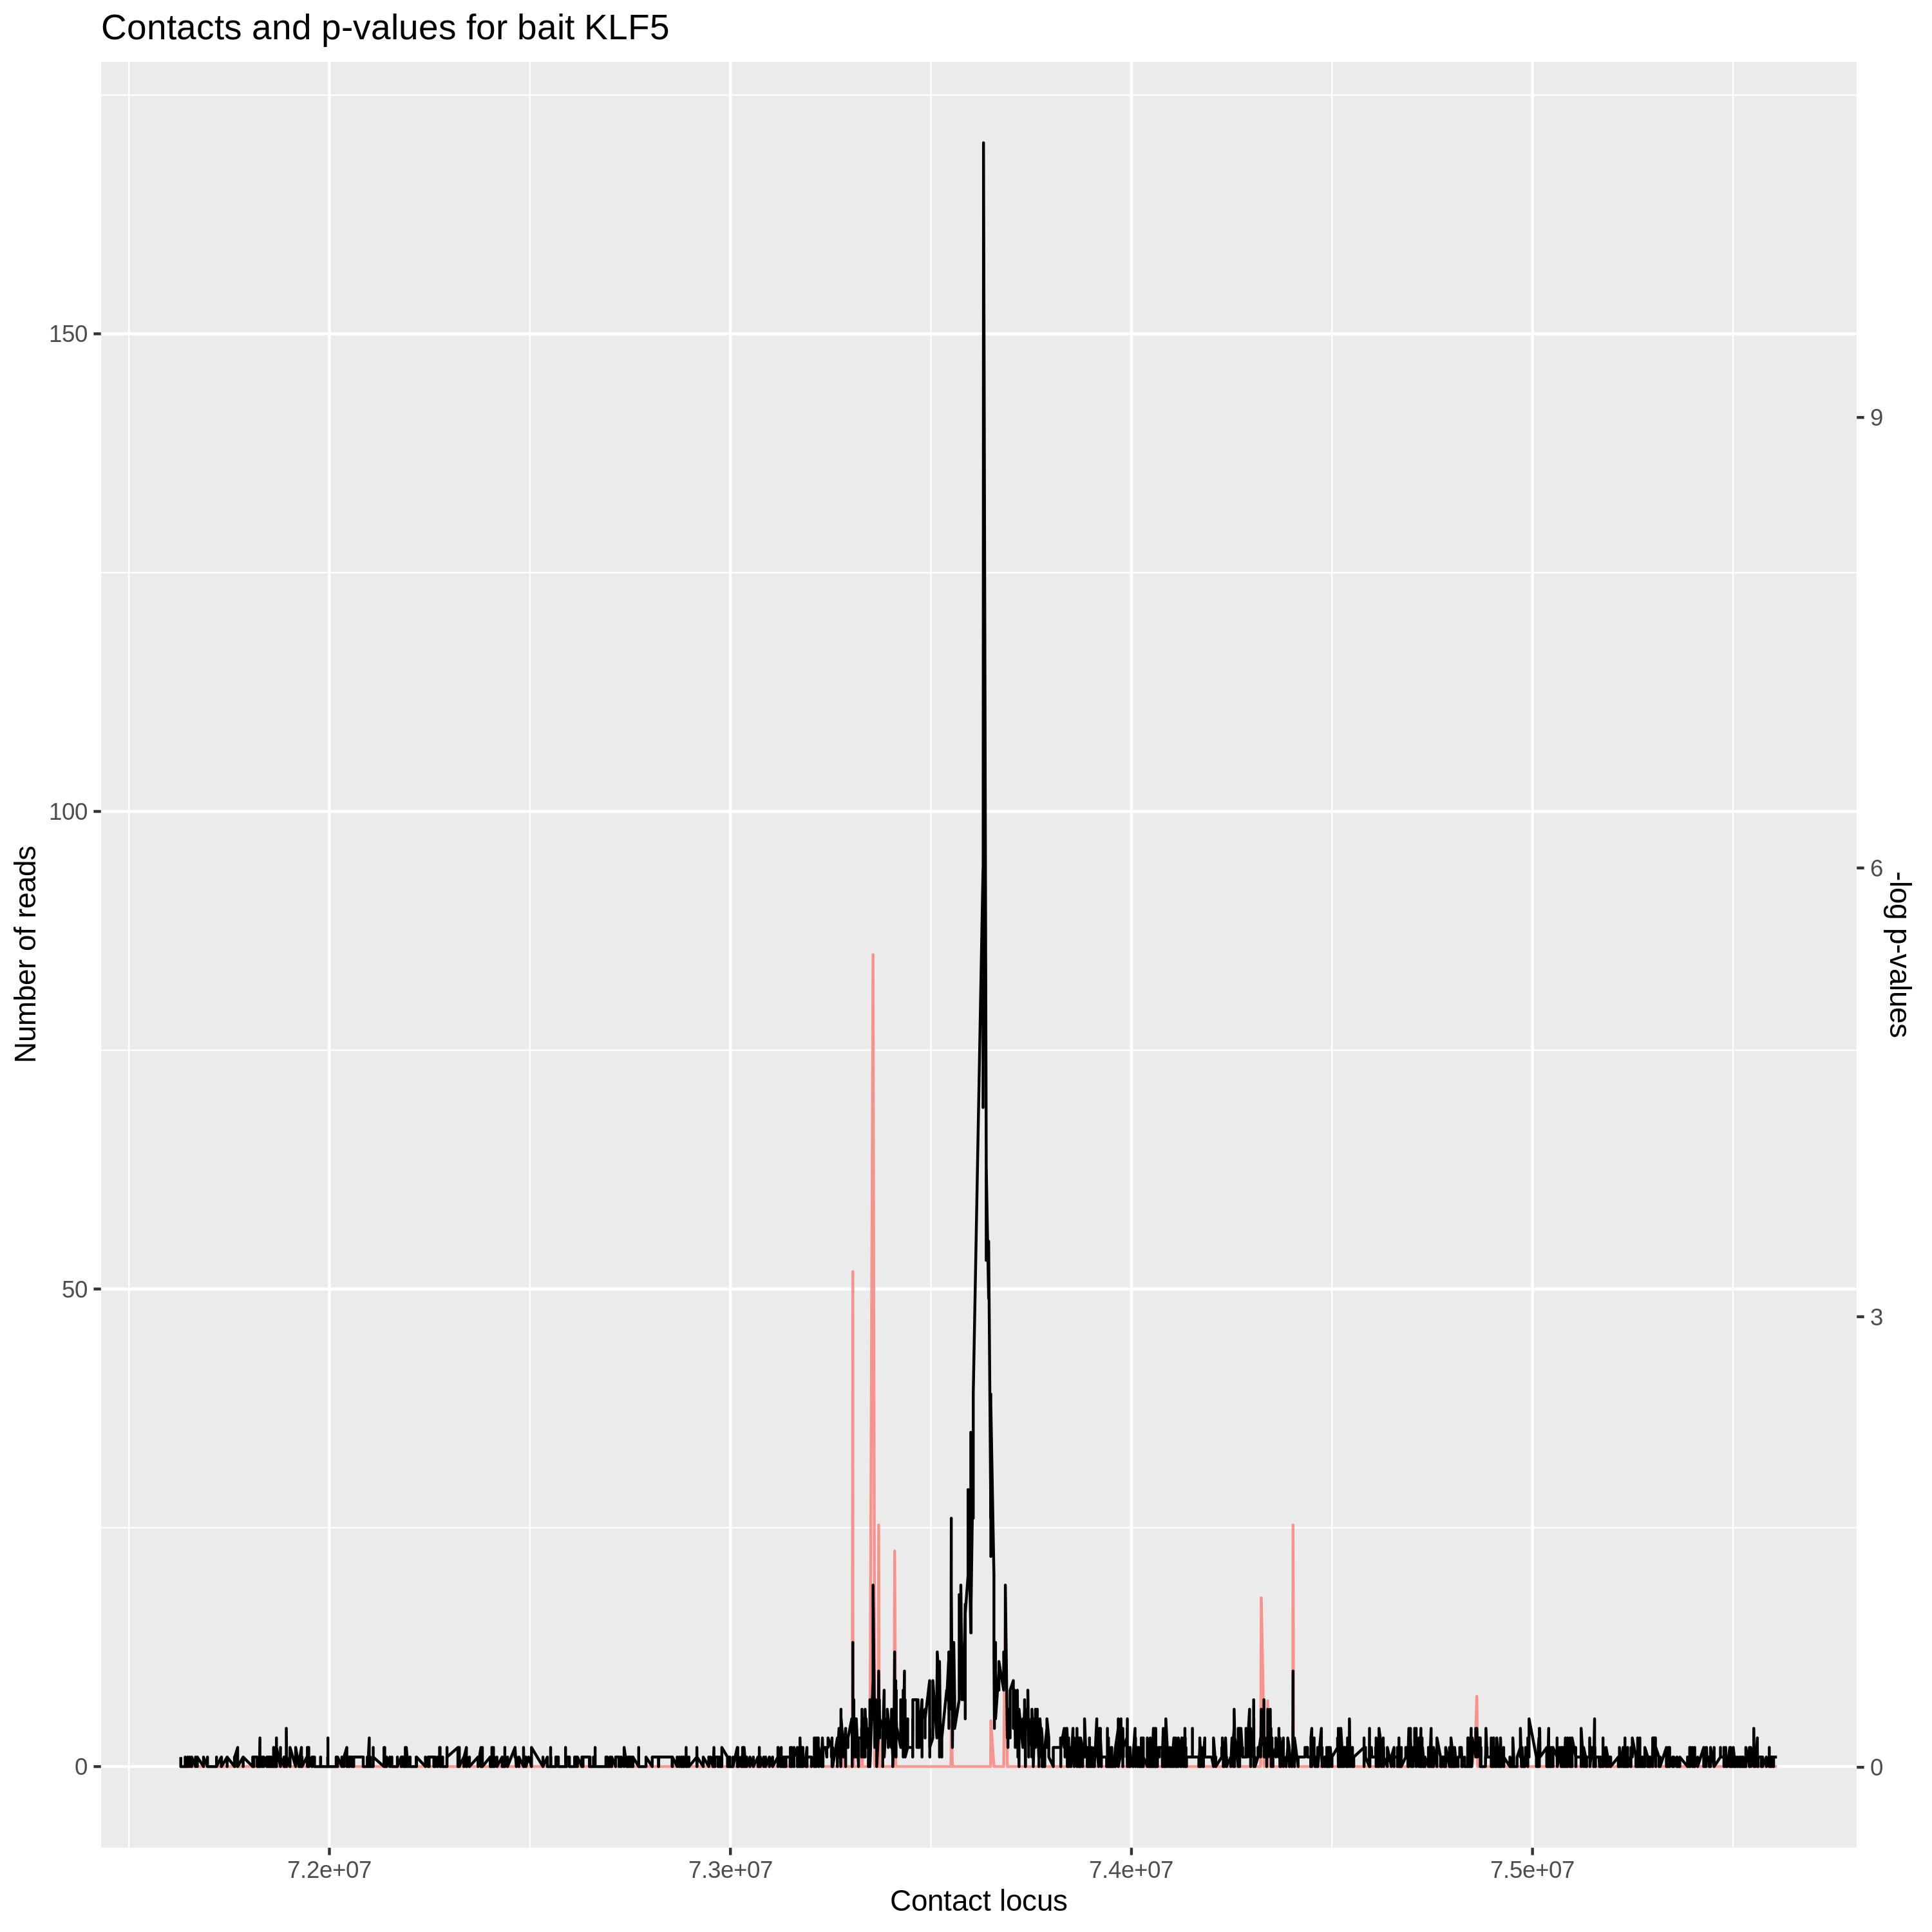 Contacts and p-values for bait KLF5
150
100
50
0
Number of reads
9
6
3
0
-log p-values
7.2e+07
7.3e+07
7.4e+07
7.5e+07
Contact locus